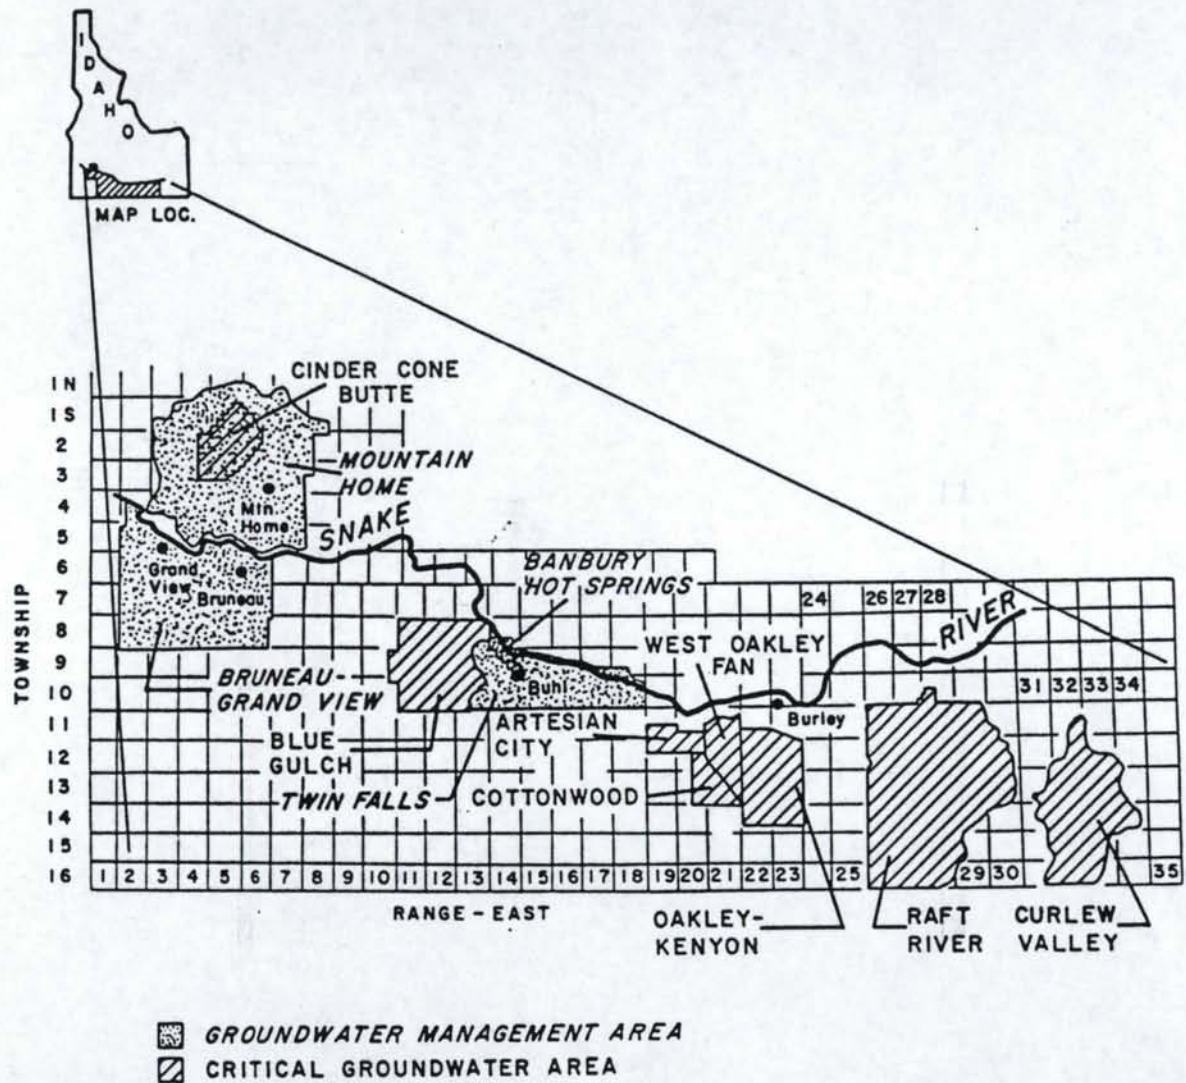 IDAHO
MAP LOC.
CINDER CONE
BUTTE
MOUNTAIN
HOME
Mtn
Home
SNAKE
RIVER
Grand
View
Bruneau
BANBURY
HOT SPRINGS
WEST OAKLEY
FAN
BRUNEAU-
GRAND VIEW
Buhl
Burley
ARTESIAN
CITY
BLUE
GULCH
TWIN FALLS
COTTONWOOD
OAKLEY-
KENYON
RAFT
RIVER
CURLEW
VALLEY
TOWNSHIP
1N
1S
2
3
4
5
6
7
8
9
10
11
12
13
14
15
16
1 2 3 4 5 6 7 8 9 10 11 12 13 14 15 16 17 18 19 20 21 22 23 25 29 30 35
24 26 27 28
31 32 33 34
RANGE - EAST
GROUNDWATER MANAGEMENT AREA
CRITICAL GROUNDWATER AREA